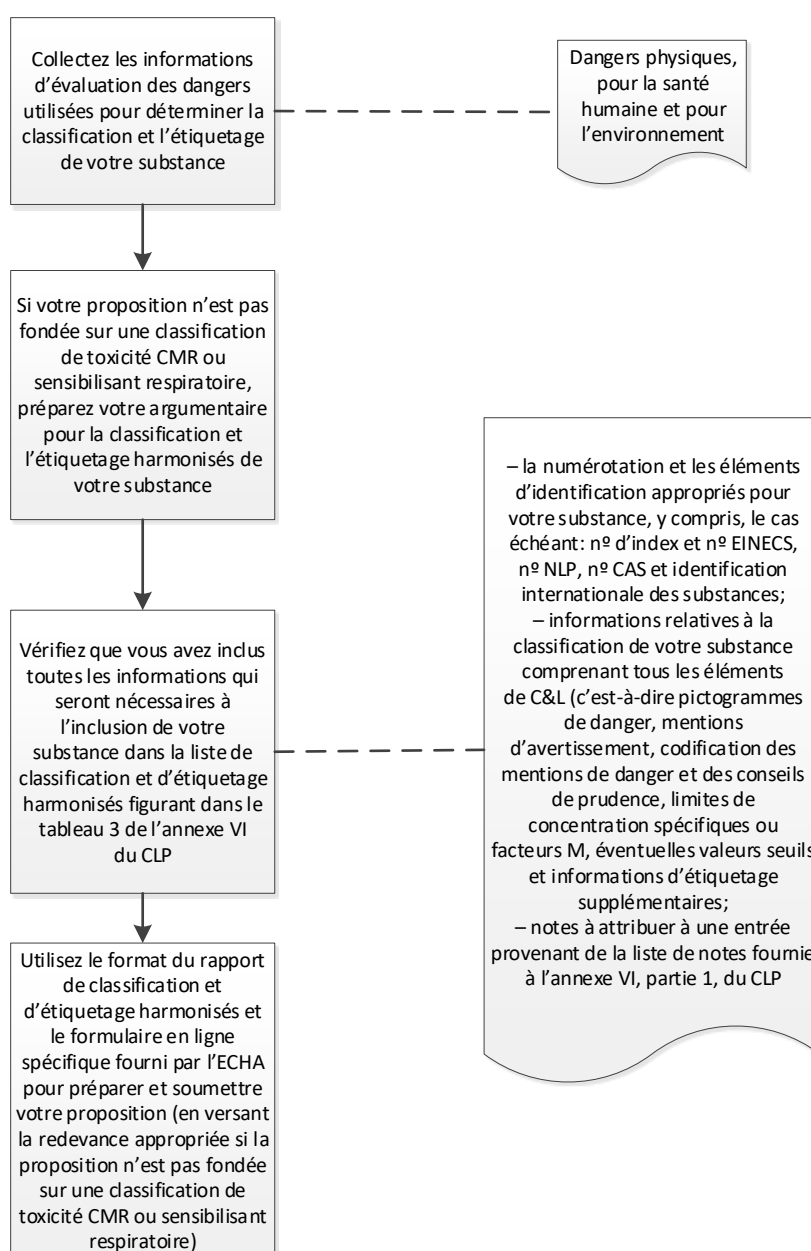 Collectez les informations
d’évaluation des dangers
utilisées pour déterminer la
classification et l’étiquetage
de votre substance
Dangers physiques,
pour la santé
humaine et pour
l’environnement
Si votre proposition n’est pas
fondée sur une classification
de toxicité CMR ou
sensibilisant respiratoire,
préparez votre argumentaire
pour la classification et
l’étiquetage harmonisés de
votre substance
Vérifiez que vous avez inclus
toutes les informations qui
seront nécessaires à
l’inclusion de votre
substance dans la liste de
classification et d’étiquetage
harmonisés figurant dans le
tableau 3 de l’annexe VI
du CLP
– la numérotation et les éléments
d’identification appropriés pour
votre substance, y compris, le cas
échéant: nº d’index et nº EINECS,
nº NLP, nº CAS et identification
internationale des substances;
– informations relatives à la
classification de votre substance
comprenant tous les éléments
de C&L (c’est-à-dire pictogrammes
de danger, mentions
d’avertissement, codification des
mentions de danger et des conseils
de prudence, limites de
concentration spécifiques ou
facteurs M, éventuelles valeurs seuils
et informations d’étiquetage
supplémentaires;
– notes à attribuer à une entrée
provenant de la liste de notes fournie
à l’annexe VI, partie 1, du CLP
Utilisez le format du rapport
de classification et
d’étiquetage harmonisés et
le formulaire en ligne
spécifique fourni par l’ECHA
pour préparer et soumettre
votre proposition (en versant
la redevance appropriée si la
proposition n’est pas fondée
sur une classification de
toxicité CMR ou sensibilisant
respiratoire)